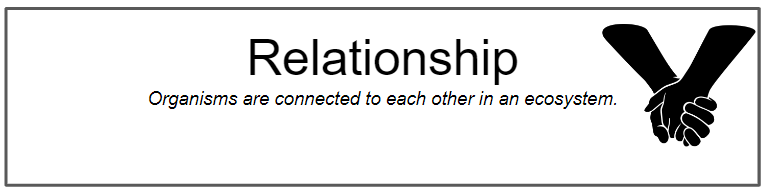 Relationship
Organisms are connected to each other in an ecosystem.